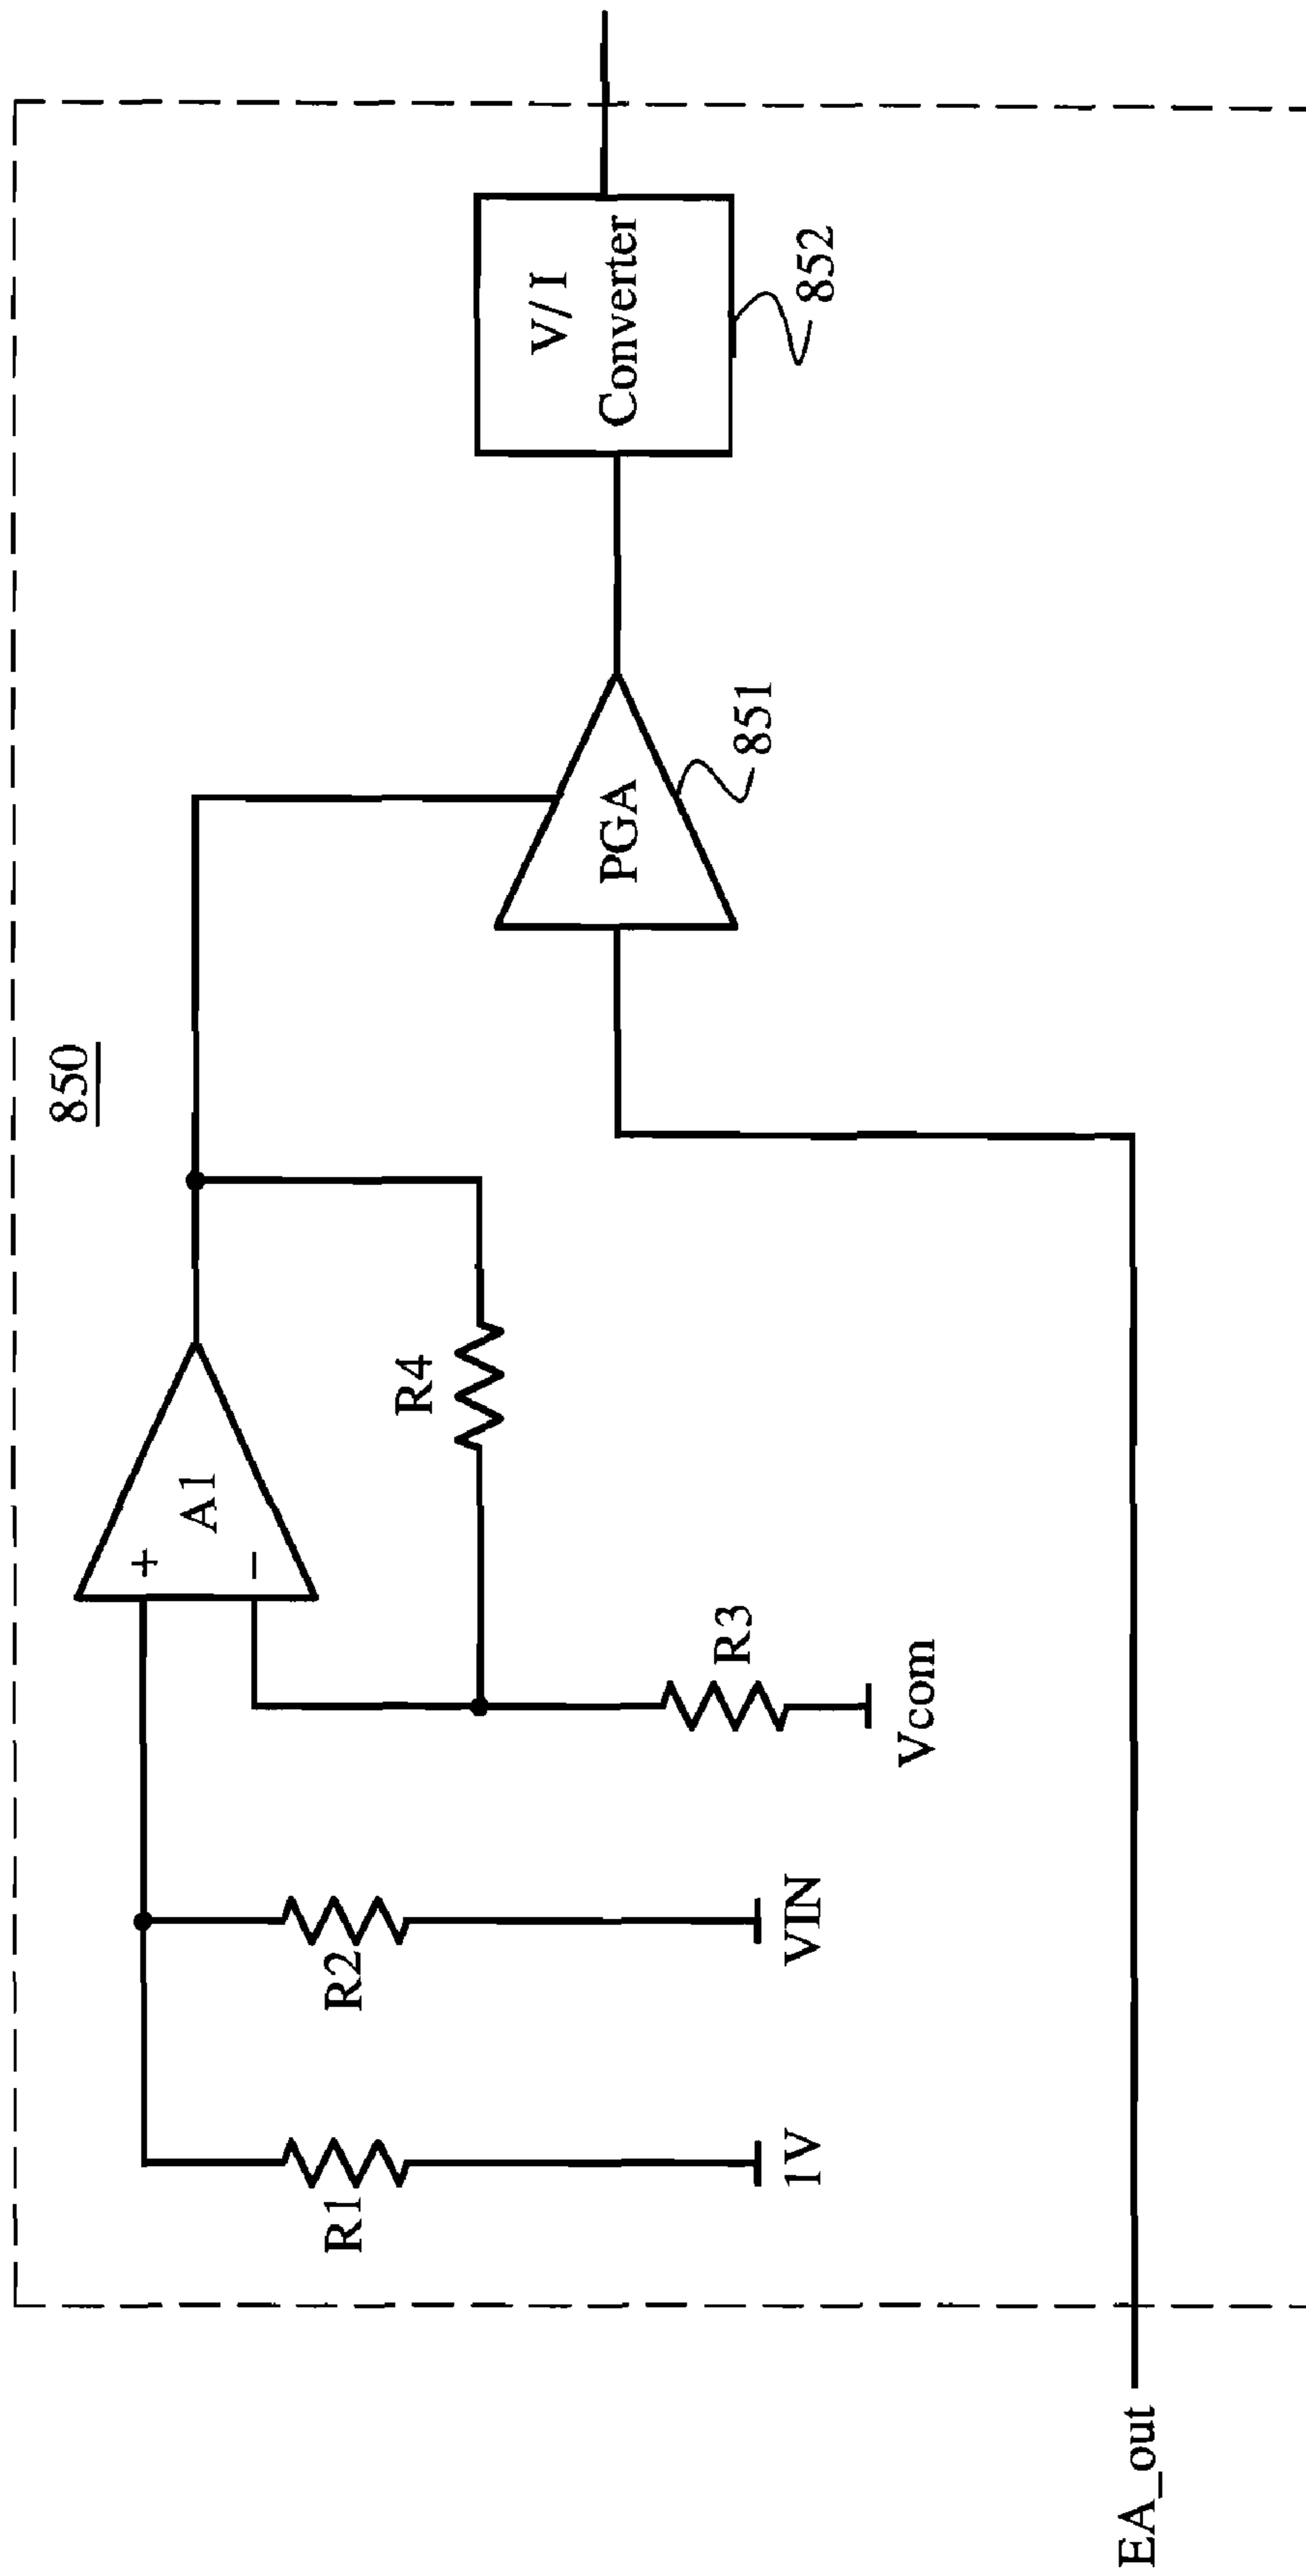 850
A1
+
−
R4
R1
R2
R3
1V
VIN
Vcom
PGA
851
V/I
Converter
852
EA_out